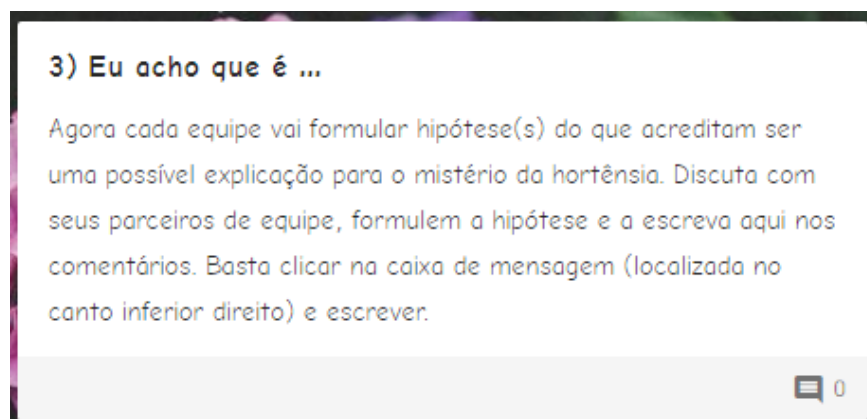 3) Eu acho que é ...
Agora cada equipe vai formular hipótese(s) do que acreditam ser
uma possível explicação para o mistério da hortênsia. Discuta com
seus parceiros de equipe, formulem a hipótese e a escreva aqui nos
comentários. Basta clicar na caixa de mensagem (localizada no
canto inferior direito) e escrever.
0